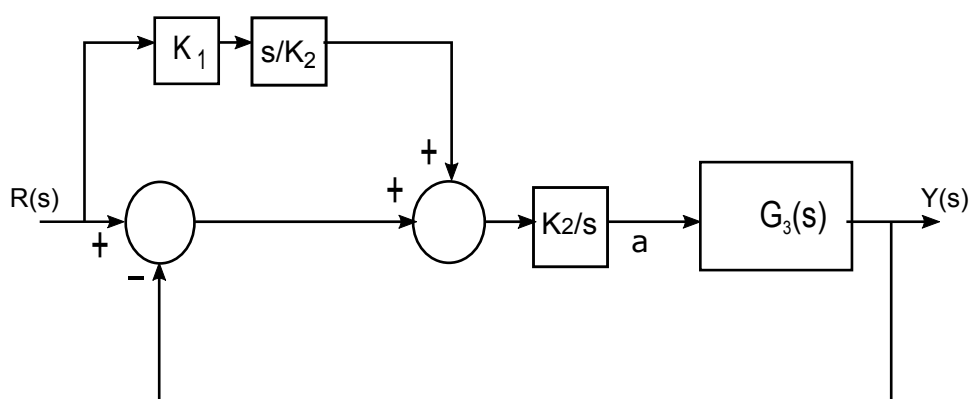 K₁
s/K₂
+
R(s)
+
Y(s)
+
-
K2/s
a
G₃(s)